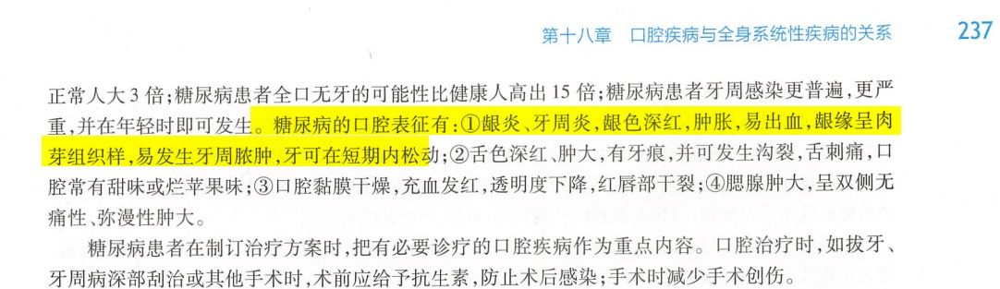 第十八章 口腔疾病与全身系统性疾病的关系 237
正常人大3倍;糖尿病患者全口无牙的可能性比健康人高出15倍;糖尿病患者牙周感染更普遍,更严
重,并在年轻时即可发生。糖尿病的口腔表征有:①龈炎、牙周炎,龈色深红,肿胀,易出血,龈缘呈肉
芽组织样,易发生牙周脓肿,牙可在短期内松动;②舌色深红、肿大,有牙痕,并可发生沟裂,舌刺痛,口
腔常有甜味或烂苹果味;③口腔黏膜干燥,充血发红,透明度下降,红唇部干裂;④腮腺肿大,呈双侧无
痛性、弥漫性肿大。
糖尿病患者在制订治疗方案时,把有必要诊疗的口腔疾病作为重点内容。口腔治疗时,如拔牙、
牙周病深部刮治或其他手术时,术前应给予抗生素,防止术后感染;手术时减少手术创伤。